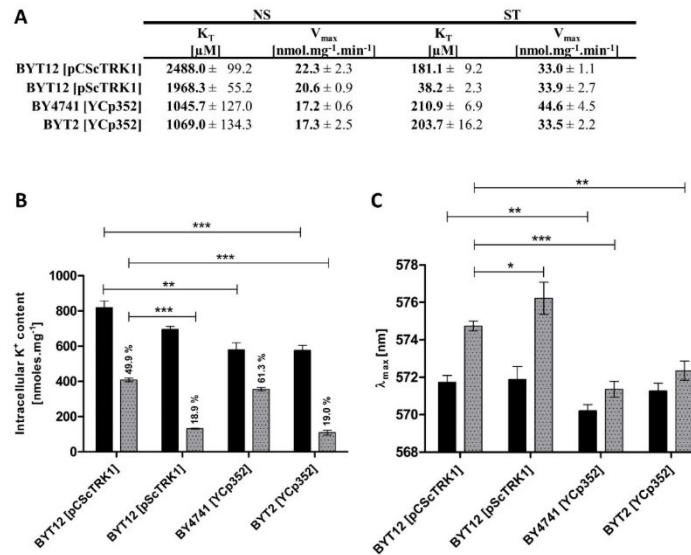 A
NS ST
K_T V_max K_T V_max
[µM] [nmol.mg⁻¹.min⁻¹] [µM] [nmol.mg⁻¹.min⁻¹]
BYT12 [pCScTRK1] 2488.0 ± 99.2 22.3 ± 2.3 181.1 ± 9.2 33.0 ± 1.1
BYT12 [pScTRK1] 1968.3 ± 55.2 20.6 ± 0.9 38.2 ± 2.3 33.9 ± 2.7
BY4741 [YCp352] 1045.7 ± 127.0 17.2 ± 0.6 210.9 ± 6.9 44.6 ± 4.5
BYT2 [YCp352] 1069.0 ± 134.3 17.3 ± 2.5 203.7 ± 16.2 33.5 ± 2.2
B
***
***
**
***
Intracellular K⁺ content
[nmoles.mg⁻¹]
1000
800
600
400
200
0
49.9 %
18.9 %
61.3 %
19.0 %
BYT12 [pCScTRK1]
BYT12 [pScTRK1]
BY4741 [YCp352]
BYT2 [YCp352]
C
**
**
***
*
λ_max [nm]
578
576
574
572
570
568
BYT12 [pCScTRK1]
BYT12 [pScTRK1]
BY4741 [YCp352]
BYT2 [YCp352]